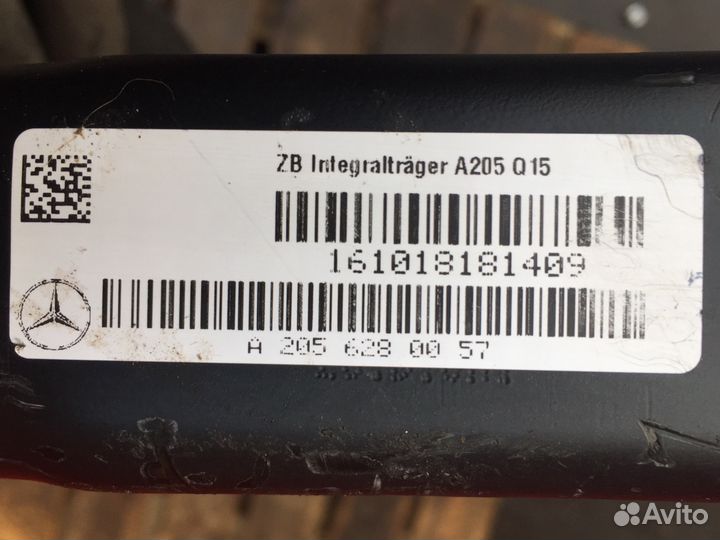 ZB Integralträger A205 Q15
161018181409
A 205 628 00 57
Avito